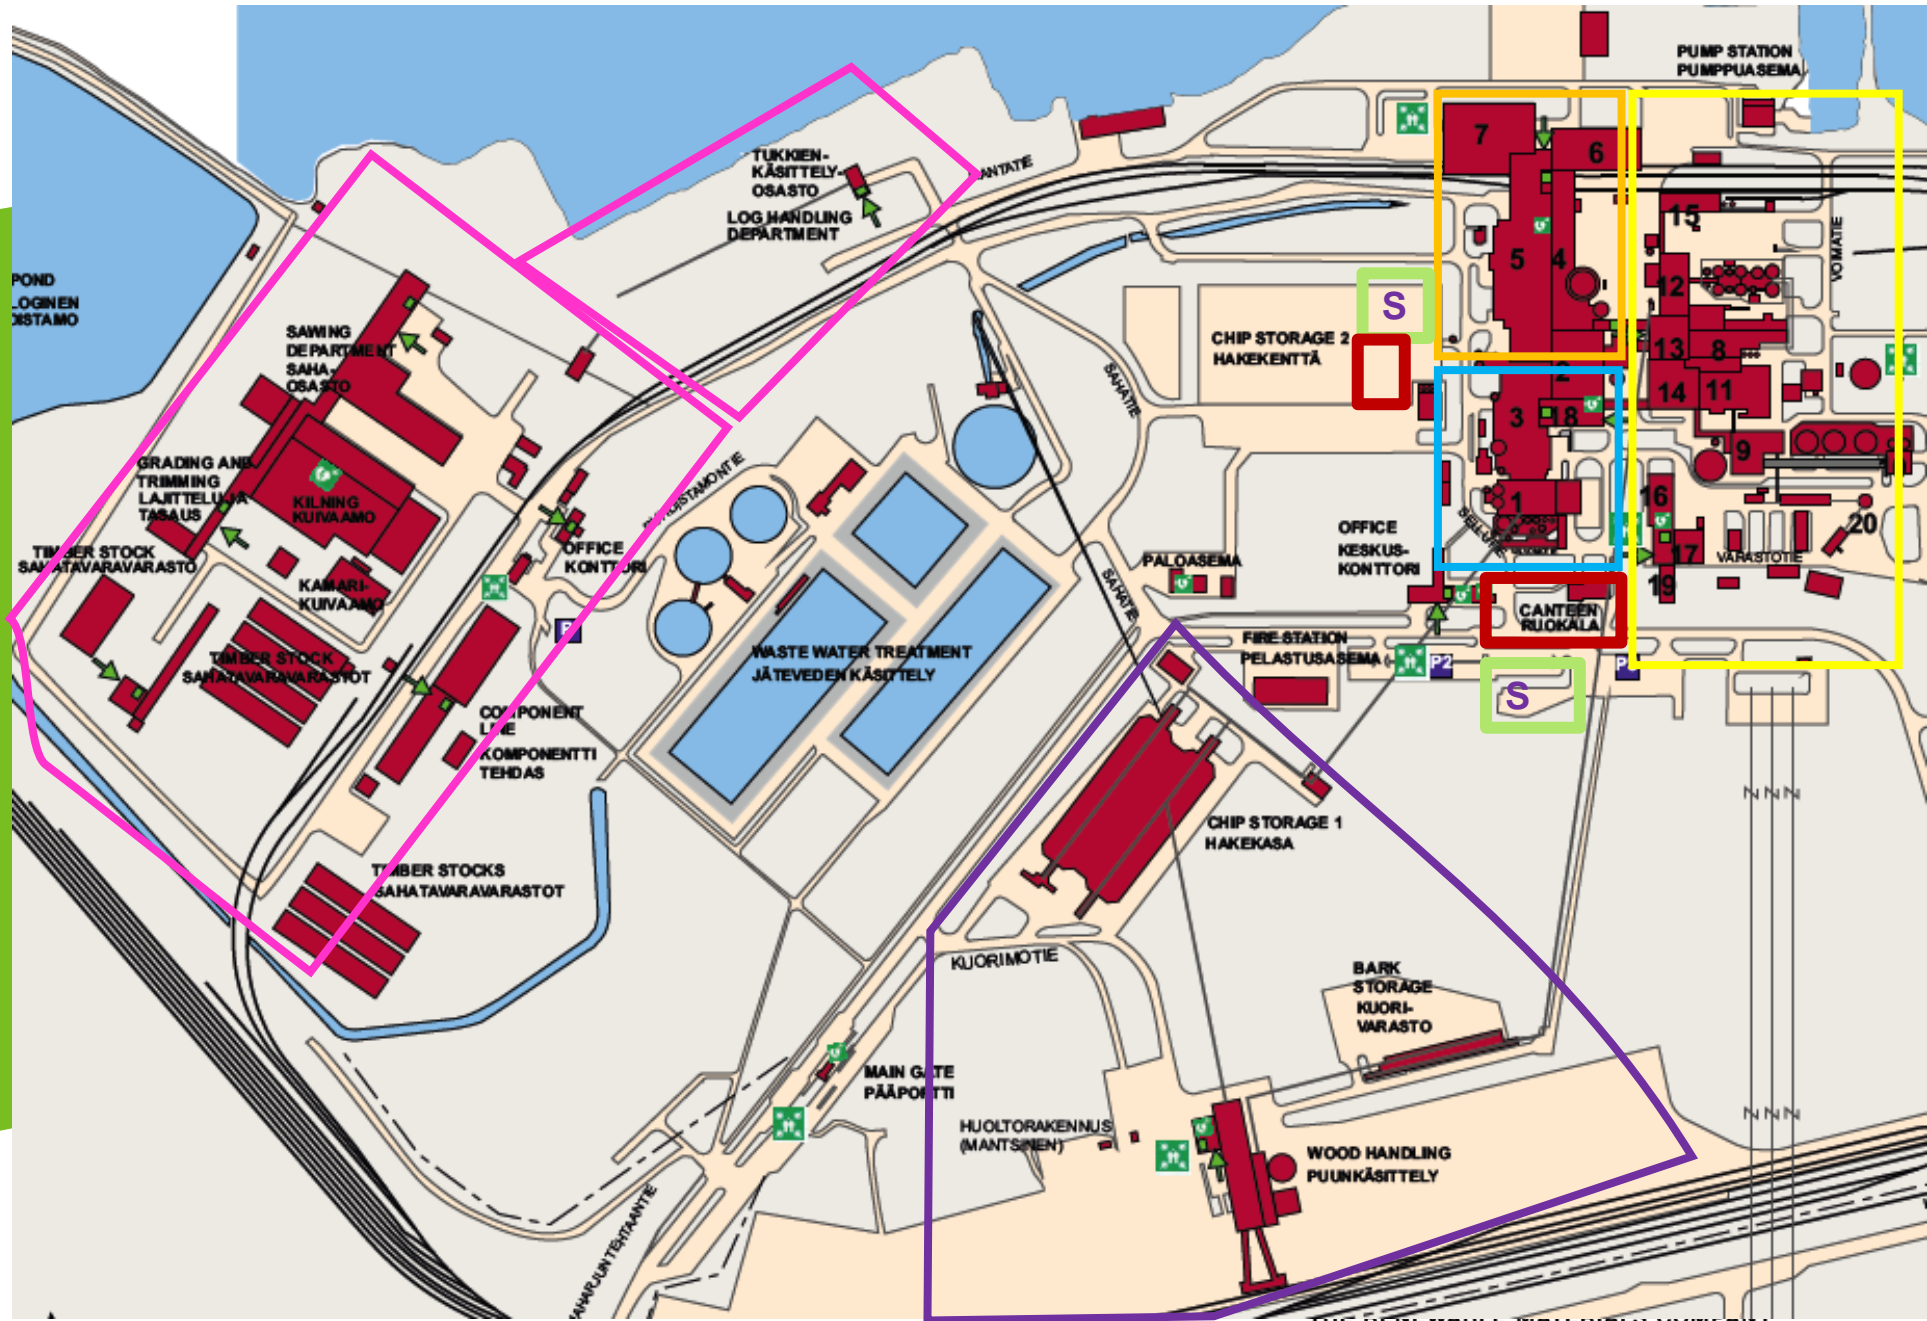 PUMP STATION
PUMPPUASEMA
7
6
TUKKIEN-
KÄSITTELY-
OSASTO
LOG HANDLING
DEPARTMENT
15
VOIMATIE
5
4
12
POND
S
SAWING
DEPARTMENT
SAHA-
OSASTO
CHIP STORAGE 2
HAKEKENTTÄ
13
8
2
14
11
3
18
SAHATIE
9
GRADING AND
TRIMMING
LAJITTELU JA
TASAUS
KILNING
KUIVAAMO
1
16
20
OFFICE
KESKUS-
KONTTORI
SELLUTIE
17
VARASTOTIE
19
TIMBER STOCK
SAHATAVARAVARASTO
OFFICE
KONTTORI
PALOASEMA
SAHATIE
KAMARI-
KUIVAAMO
CANTEEN
RUOKALA
P
FIRE STATION
PELASTUSASEMA
P2
TIMBER STOCK
SAHATAVARAVARASTOT
WASTE WATER TREATMENT
JÄTEVEDEN KÄSITTELY
S
COMPONENT
LINE
KOMPONENTTI
TEHDAS
CHIP STORAGE 1
HAKEKASA
TIMBER STOCKS
SAHATAVARAVARASTOT
KUORIMOTIE
BARK
STORAGE
KUORI-
VARASTO
MAIN GATE
PÄÄPORTTI
HUOLTORAKENNUS
(MANTSINEN)
WOOD HANDLING
PUUNKÄSITTELY